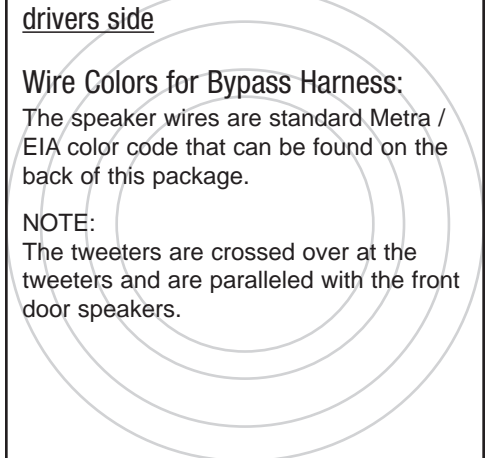 drivers side
Wire Colors for Bypass Harness:
The speaker wires are standard Metra /
EIA color code that can be found on the
back of this package.
NOTE:
The tweeters are crossed over at the
tweeters and are paralleled with the front
door speakers.